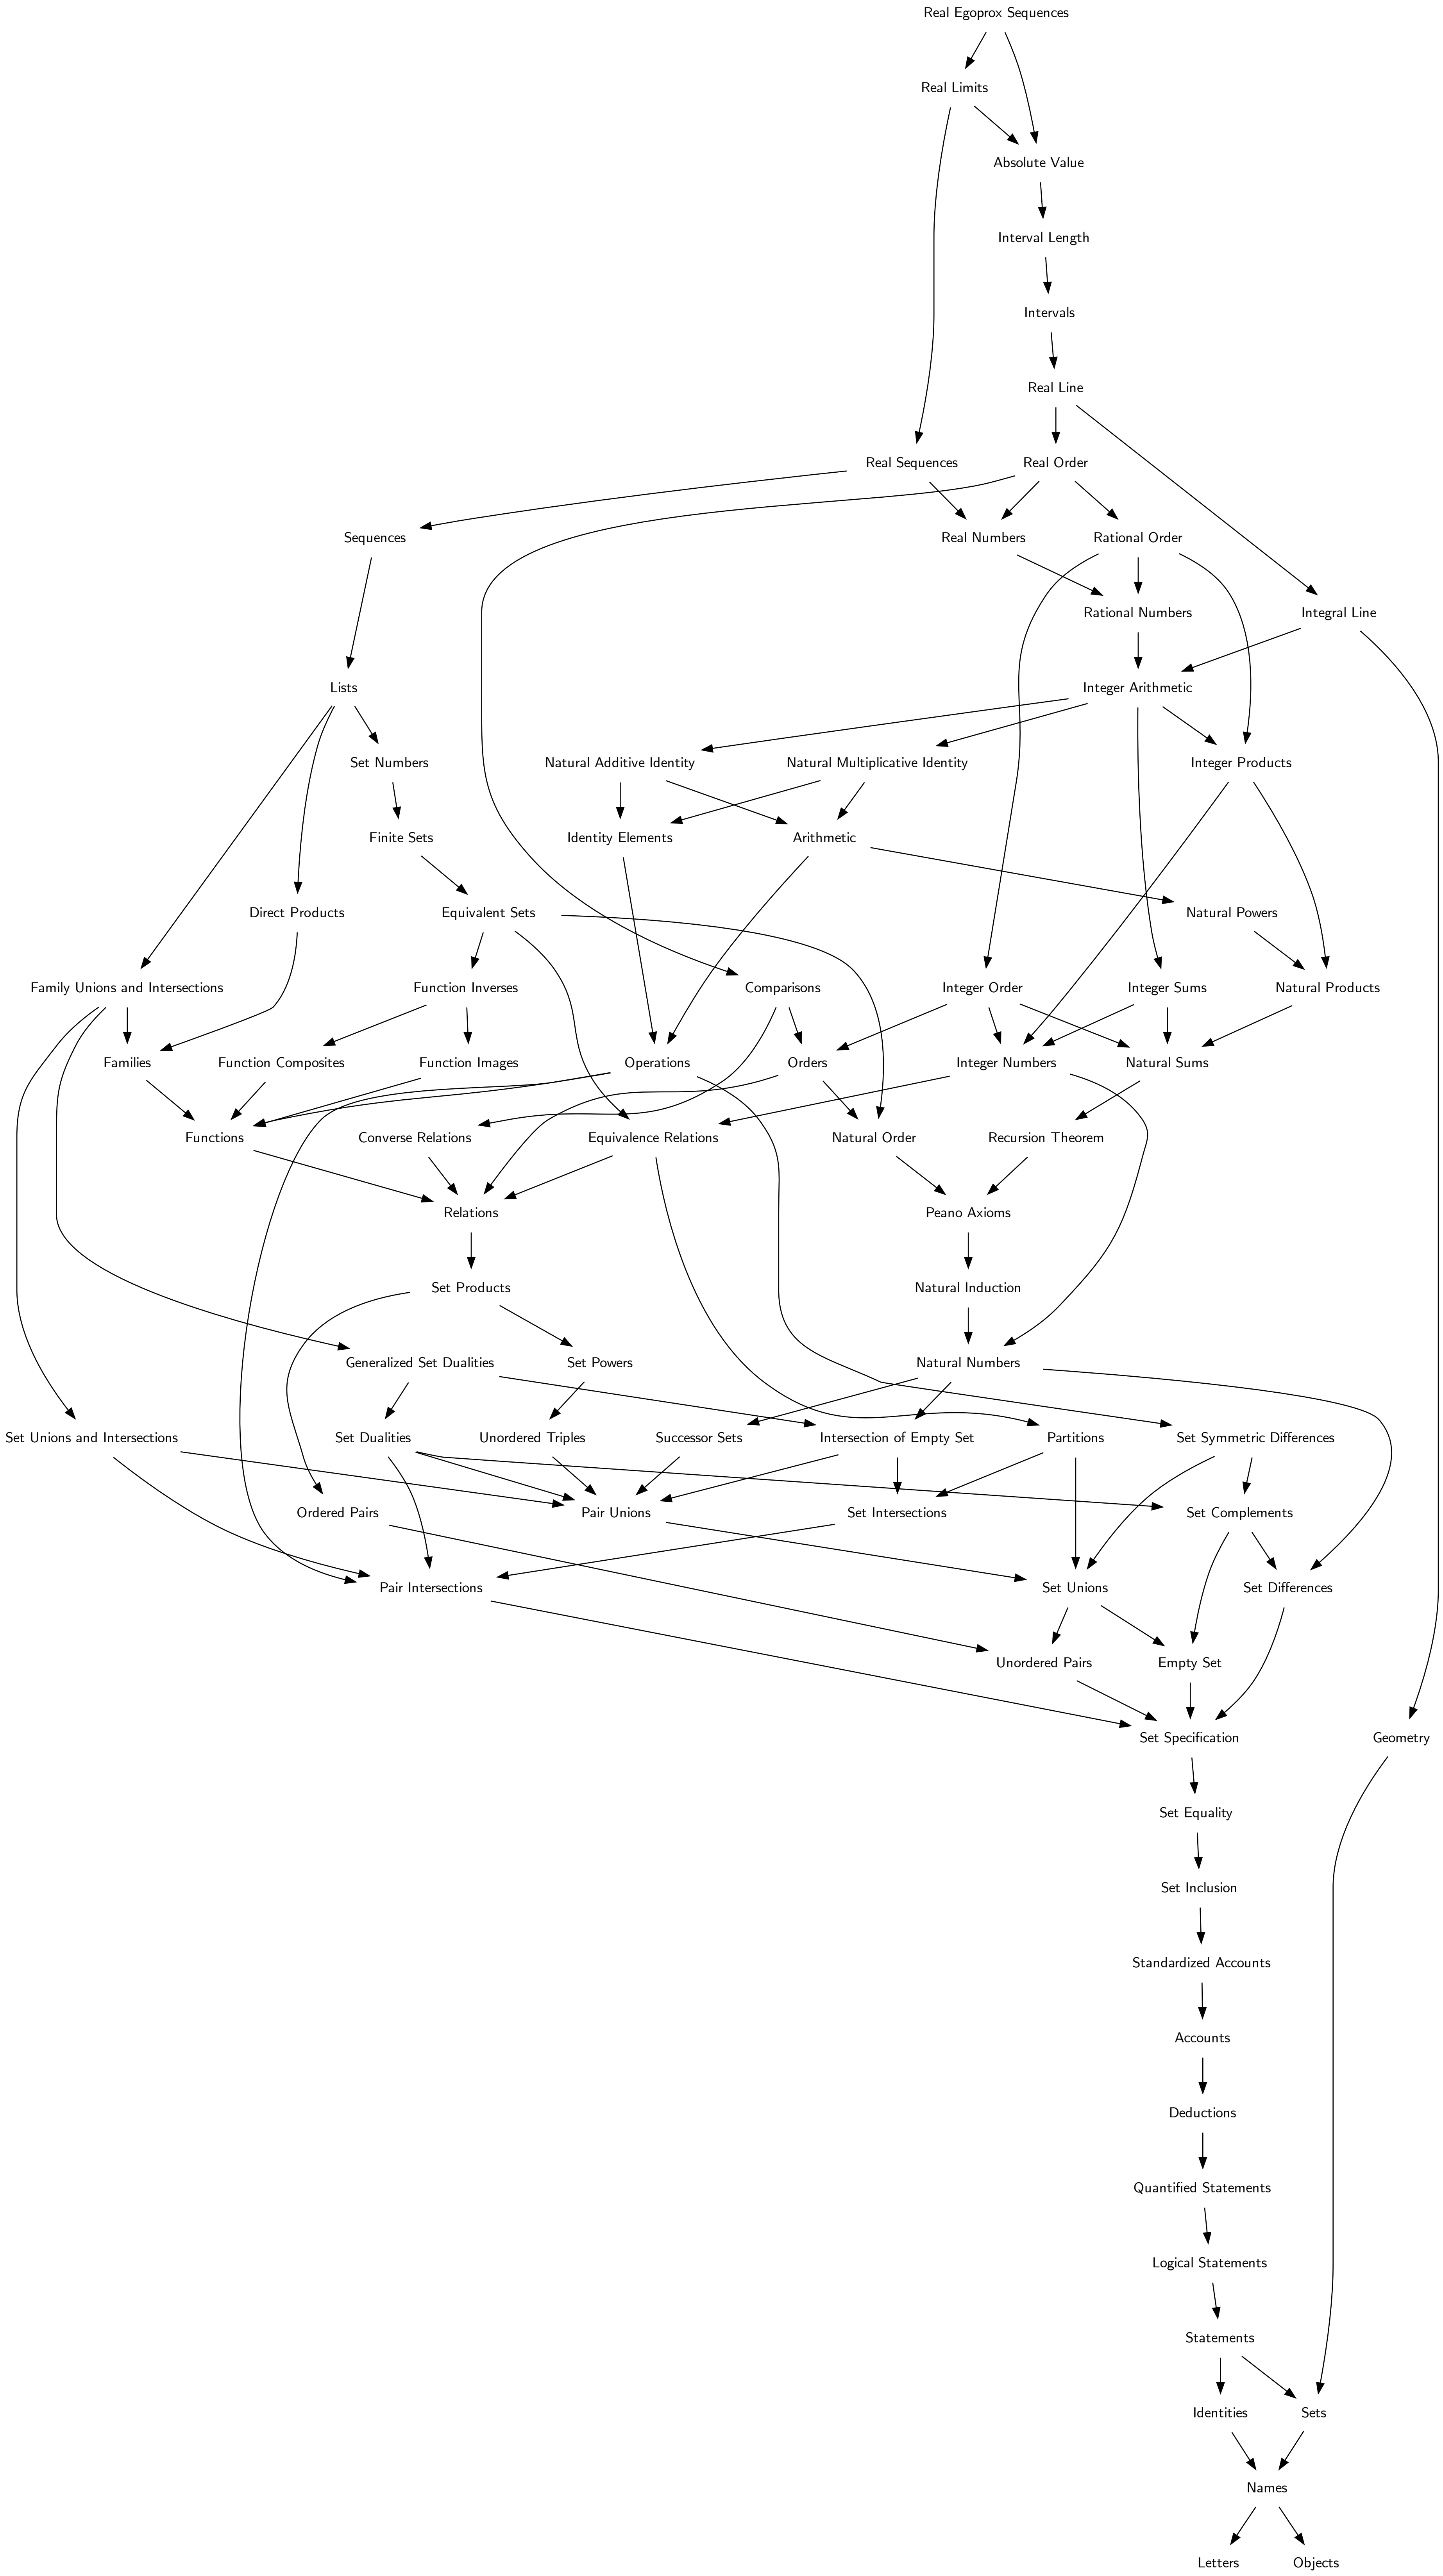 Real Egoprox Sequences
Real Limits
Absolute Value
Interval Length
Intervals
Real Line
Real Sequences
Real Order
Sequences
Real Numbers
Rational Order
Rational Numbers
Integral Line
Lists
Integer Arithmetic
Set Numbers
Natural Additive Identity
Natural Multiplicative Identity
Integer Products
Finite Sets
Identity Elements
Arithmetic
Direct Products
Equivalent Sets
Natural Powers
Family Unions and Intersections
Function Inverses
Comparisons
Integer Order
Integer Sums
Natural Products
Families
Function Composites
Function Images
Operations
Orders
Integer Numbers
Natural Sums
Functions
Converse Relations
Equivalence Relations
Natural Order
Recursion Theorem
Relations
Peano Axioms
Set Products
Natural Induction
Generalized Set Dualities
Set Powers
Natural Numbers
Set Unions and Intersections
Set Dualities
Unordered Triples
Successor Sets
Intersection of Empty Set
Partitions
Set Symmetric Differences
Ordered Pairs
Pair Unions
Set Intersections
Set Complements
Pair Intersections
Set Unions
Set Differences
Unordered Pairs
Empty Set
Set Specification
Geometry
Set Equality
Set Inclusion
Standardized Accounts
Accounts
Deductions
Quantified Statements
Logical Statements
Statements
Identities
Sets
Names
Letters
Objects